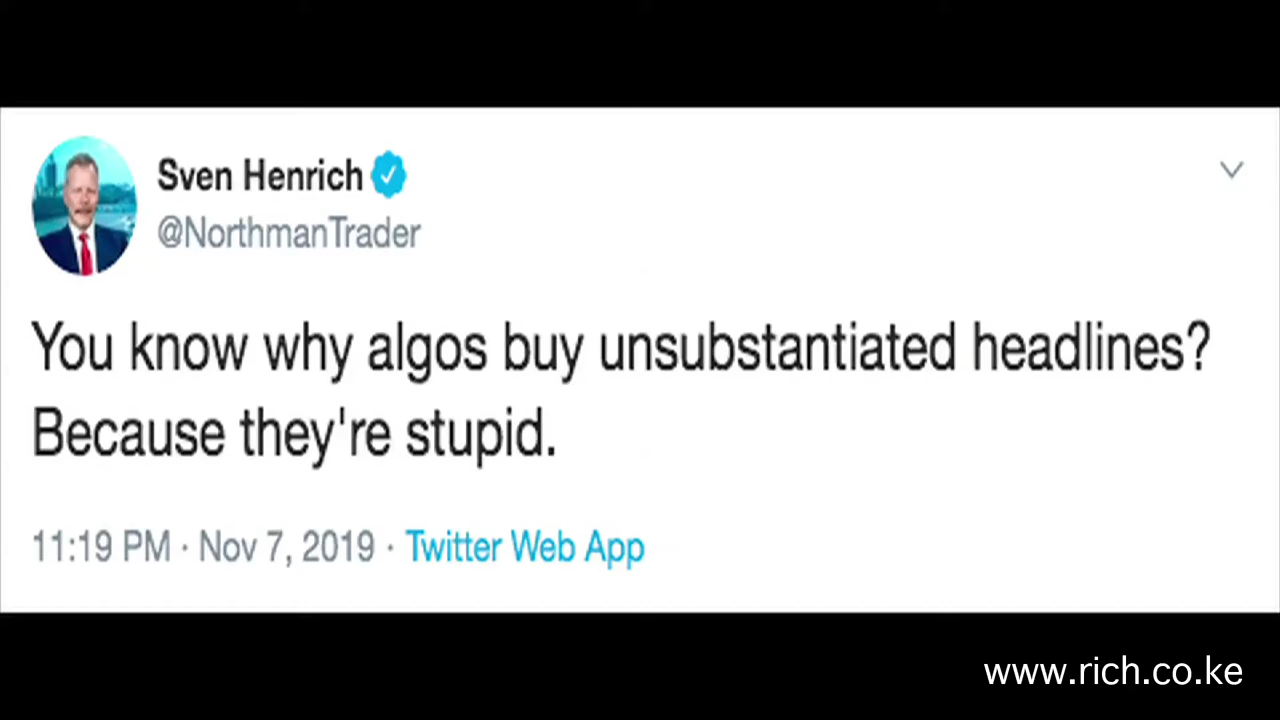 Sven Henrich
@NorthmanTrader
You know why algos buy unsubstantiated headlines?
Because they're stupid.
11:19 PM · Nov 7, 2019 · Twitter Web App
www.rich.co.ke